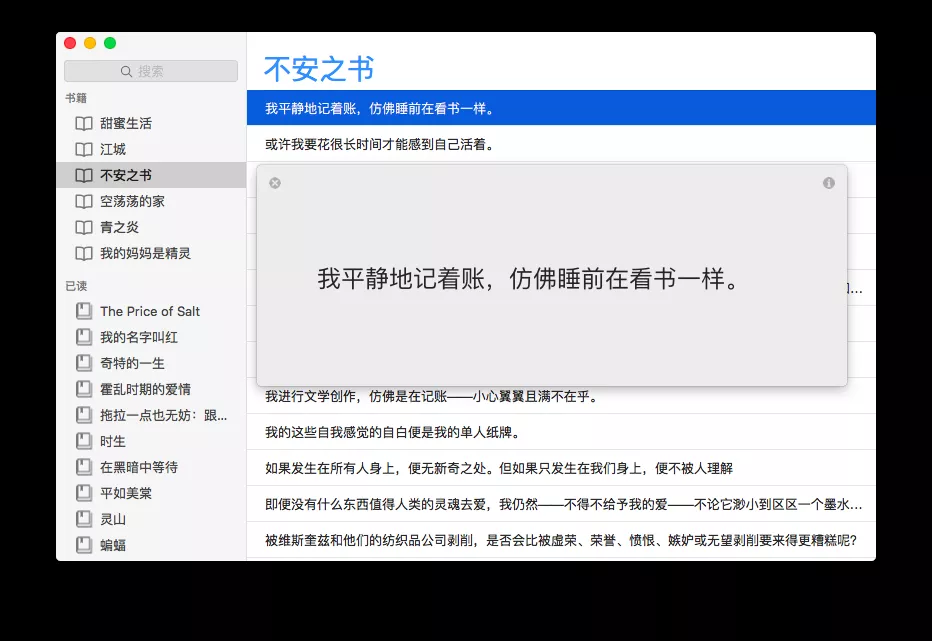 搜索
书籍
甜蜜生活
江城
不安之书
空荡荡的家
青之炎
我的妈妈是精灵
已读
The Price of Salt
我的名字叫红
奇特的一生
霍乱时期的爱情
拖拉一点也无妨：跟...
时生
在黑暗中等待
平如美棠
灵山
蝙蝠
不安之书
我平静地记着账，仿佛睡前在看书一样。
或许我要花很长时间才能感到自己活着。
我平静地记着账，仿佛睡前在看书一样。
我进行文学创作，仿佛是在记账——小心翼翼且满不在乎。
我的这些自我感觉的自白便是我的单人纸牌。
如果发生在所有人身上，便无新奇之处。但如果只发生在我们身上，便不被人理解
即便没有什么东西值得人类的灵魂去爱，我仍然——不得不给予我的爱——不论它渺小到区区一个墨水...
被维斯奎兹和他们的纺织品公司剥削，是否会比被虚荣、荣誉、愤恨、嫉妒或无望剥削要来得更糟糕呢？